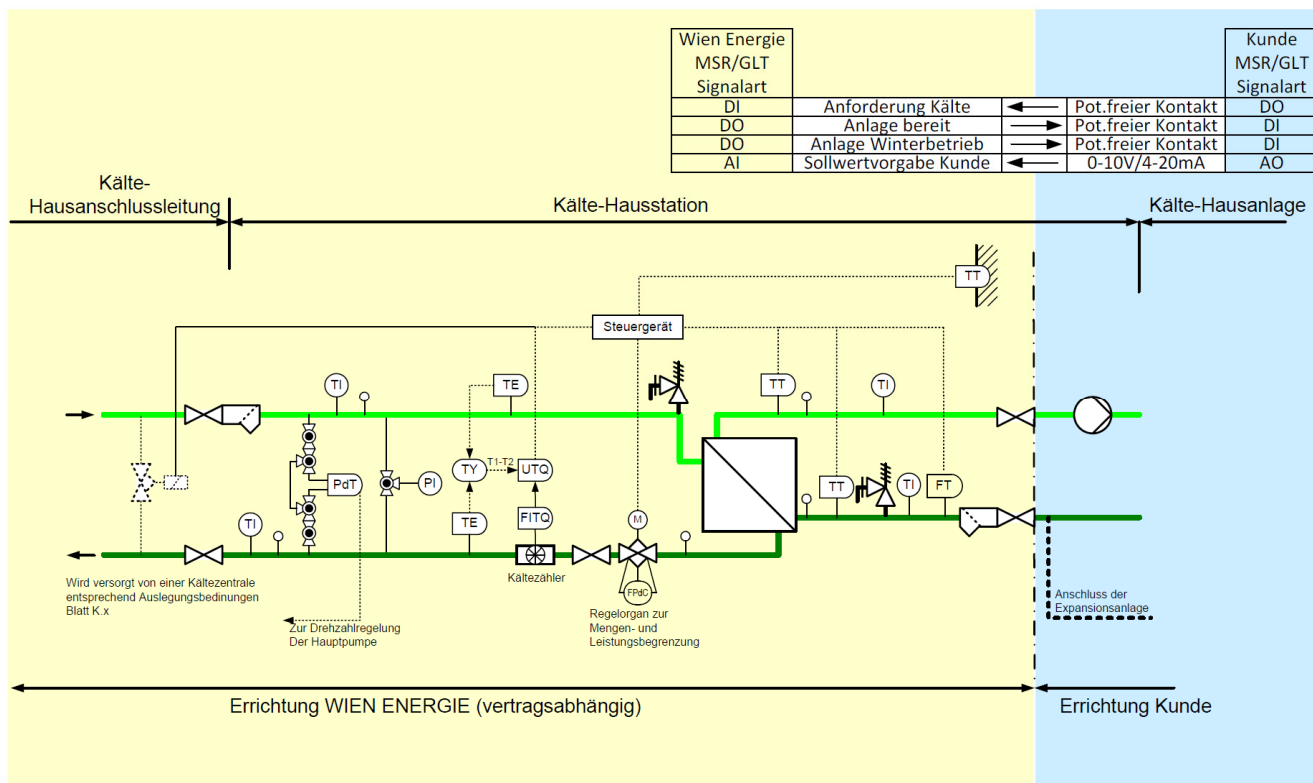 Wien Energie
MSR/GLT
Signalart
Kunde
MSR/GLT
Signalart
DI Anforderung Kälte Pot.freier Kontakt DO
DO Anlage bereit Pot.freier Kontakt DI
DO Anlage Winterbetrieb Pot.freier Kontakt DI
AI Sollwertvorgabe Kunde 0-10V/4-20mA AO
Kälte-
Hausanschlussleitung
Kälte-Hausstation
Kälte-Hausanlage
TT
Steuergerät
TI
TE
TT
TI
TY
T1-T2
UTQ
PdT
PI
TT
TI
FT
TI
TE
FITQ
M
Kältezähler
FPdC
Wird versorgt von einer Kältezentrale
entsprechend Auslegungsbedinungen
Blatt K.x
Zur Drehzahlregelung
Der Hauptpumpe
Regelorgan zur
Mengen- und
Leistungsbegrenzung
Anschluss der
Expansionsanlage
Errichtung WIEN ENERGIE (vertragsabhängig)
Errichtung Kunde